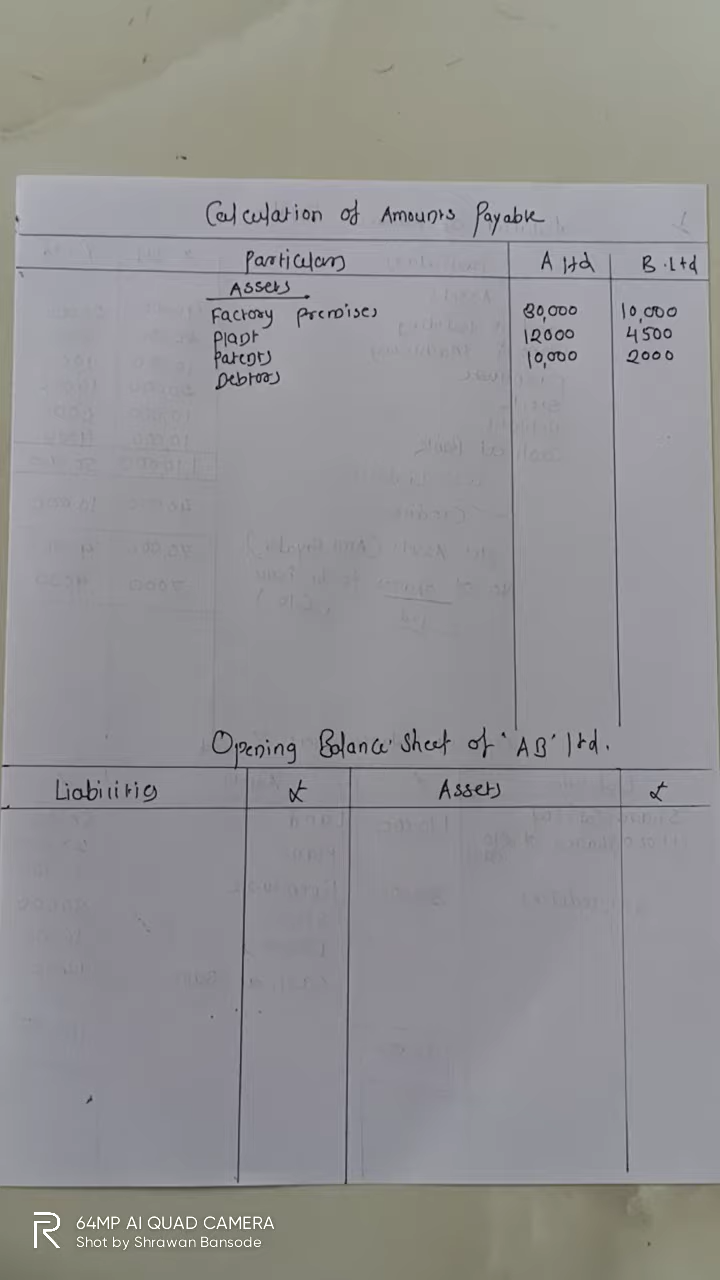 Calculation of Amounts Payable
Particulars A ltd B. Ltd
Assets
Factory Premises 30,000 10,000
Plant 12000 4500
Patents 10,000 2000
Debtors
Opening Balance Sheet of 'AB' ltd.
Liabilities ₹ Assets ₹
64MP AI QUAD CAMERA
Shot by Shrawan Bansode